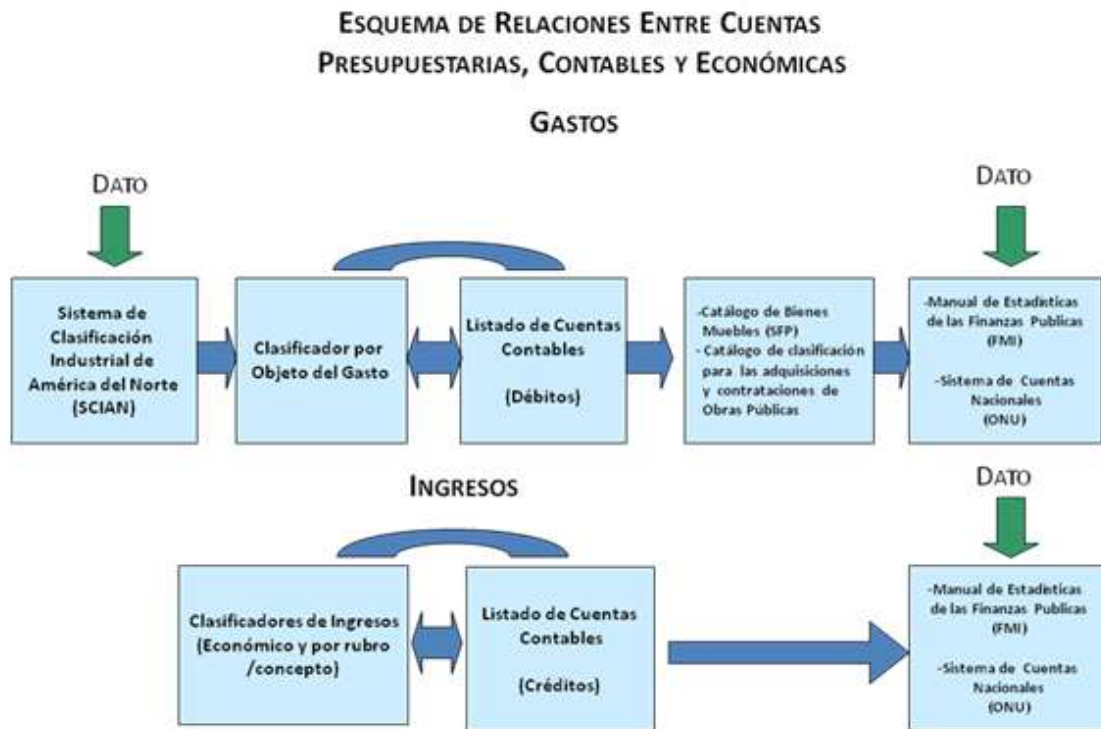 ESQUEMA DE RELACIONES ENTRE CUENTAS
PRESUPUESTARIAS, CONTABLES Y ECONÓMICAS
GASTOS
DATO
DATO
Sistema de
Clasificación
Industrial de
América del Norte
(SCIAN)
Clasificador por
Objeto del Gasto
Listado de Cuentas
Contables
(Débitos)
-Catálogo de Bienes
Muebles (SFP)
- Catálogo de clasificación
para las adquisiciones
y contrataciones de
Obras Públicas
-Manual de Estadísticas
de las Finanzas Publicas
(FMI)
-Sistema de Cuentas
Nacionales
(ONU)
INGRESOS
DATO
Clasificadores de Ingresos
(Económico y por rubro
/concepto)
Listado de Cuentas
Contables
(Créditos)
-Manual de Estadísticas
de las Finanzas Publicas
(FMI)
-Sistema de Cuentas
Nacionales
(ONU)